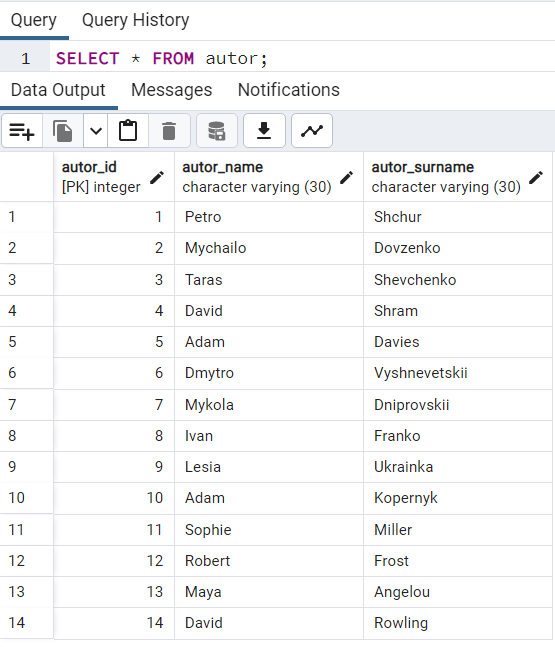 Query Query History
1 SELECT * FROM autor;
Data Output Messages Notifications
autor_id autor_name autor_surname
[PK] integer character varying (30) character varying (30)
1 1 Petro Shchur
2 2 Mychailo Dovzenko
3 3 Taras Shevchenko
4 4 David Shram
5 5 Adam Davies
6 6 Dmytro Vyshnevetskii
7 7 Mykola Dniprovskii
8 8 Ivan Franko
9 9 Lesia Ukrainka
10 10 Adam Kopernyk
11 11 Sophie Miller
12 12 Robert Frost
13 13 Maya Angelou
14 14 David Rowling